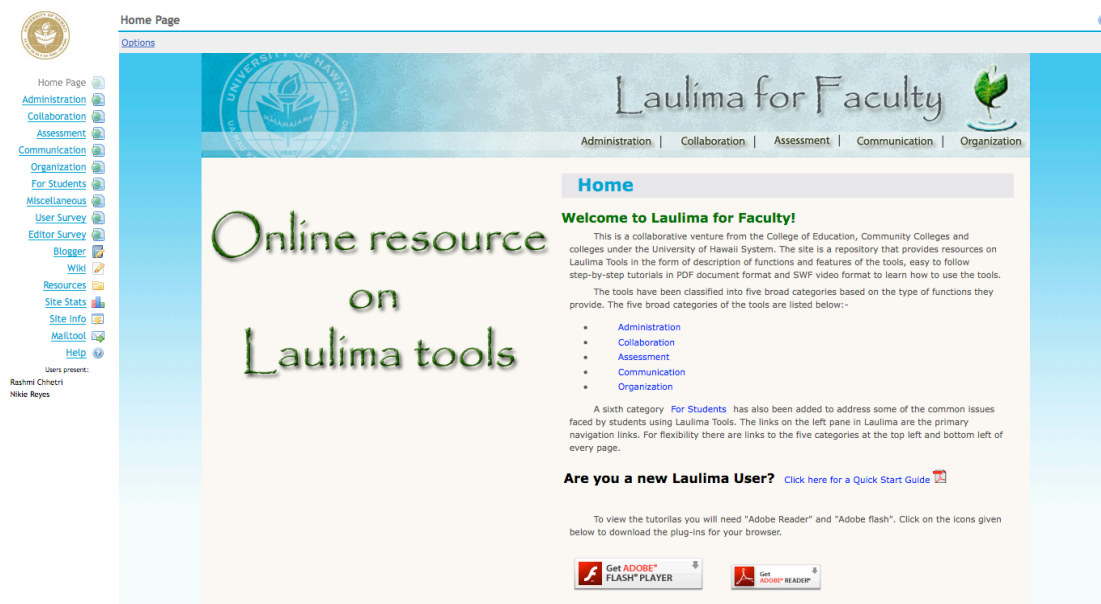 Home Page
Options
Home Page
Administration
Collaboration
Assessment
Communication
Organization
For Students
Miscellaneous
User Survey
Editor Survey
Blogger
Wiki
Resources
Site Stats
Site Info
Mailtool
Help
Users present:
Rashmi Chhetri
Nikie Reyes
UNIVERSITY OF HAWAI'I
Laulima for Faculty
Administration | Collaboration | Assessment | Communication | Organization
Online resource
on
Laulima tools
Home
Welcome to Laulima for Faculty!
This is a collaborative venture from the College of Education, Community Colleges and
colleges under the University of Hawaii System. The site is a repository that provides resources on
Laulima Tools in the form of description of functions and features of the tools, easy to follow
step-by-step tutorials in PDF document format and SWF video format to learn how to use the tools.
The tools have been classified into five broad categories based on the type of functions they
provide. The five broad categories of the tools are listed below:-
• Administration
• Collaboration
• Assessment
• Communication
• Organization
A sixth category For Students has also been added to address some of the common issues
faced by students using Laulima Tools. The links on the left pane in Laulima are the primary
navigation links. For flexibility there are links to the five categories at the top left and bottom left of
every page.
Are you a new Laulima User? Click here for a Quick Start Guide
To view the tutorilas you will need "Adobe Reader" and "Adobe flash". Click on the icons given
below to download the plug-ins for your browser.
Get ADOBE®
FLASH® PLAYER
Get
ADOBE® READER®